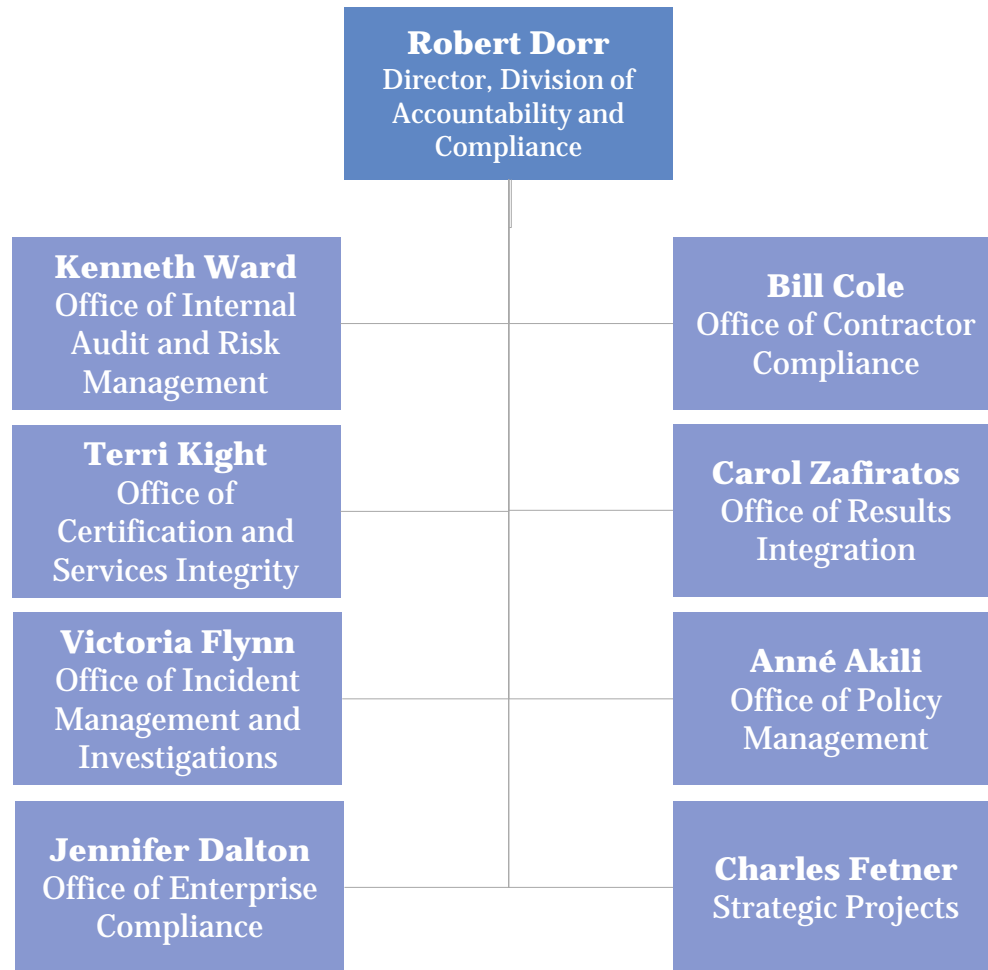 Robert Dorr
Director, Division of
Accountability and
Compliance
Kenneth Ward
Office of Internal
Audit and Risk
Management
Bill Cole
Office of Contractor
Compliance
Terri Kight
Office of
Certification and
Services Integrity
Carol Zafiratos
Office of Results
Integration
Victoria Flynn
Office of Incident
Management and
Investigations
Anné Akili
Office of Policy
Management
Jennifer Dalton
Office of Enterprise
Compliance
Charles Fetner
Strategic Projects